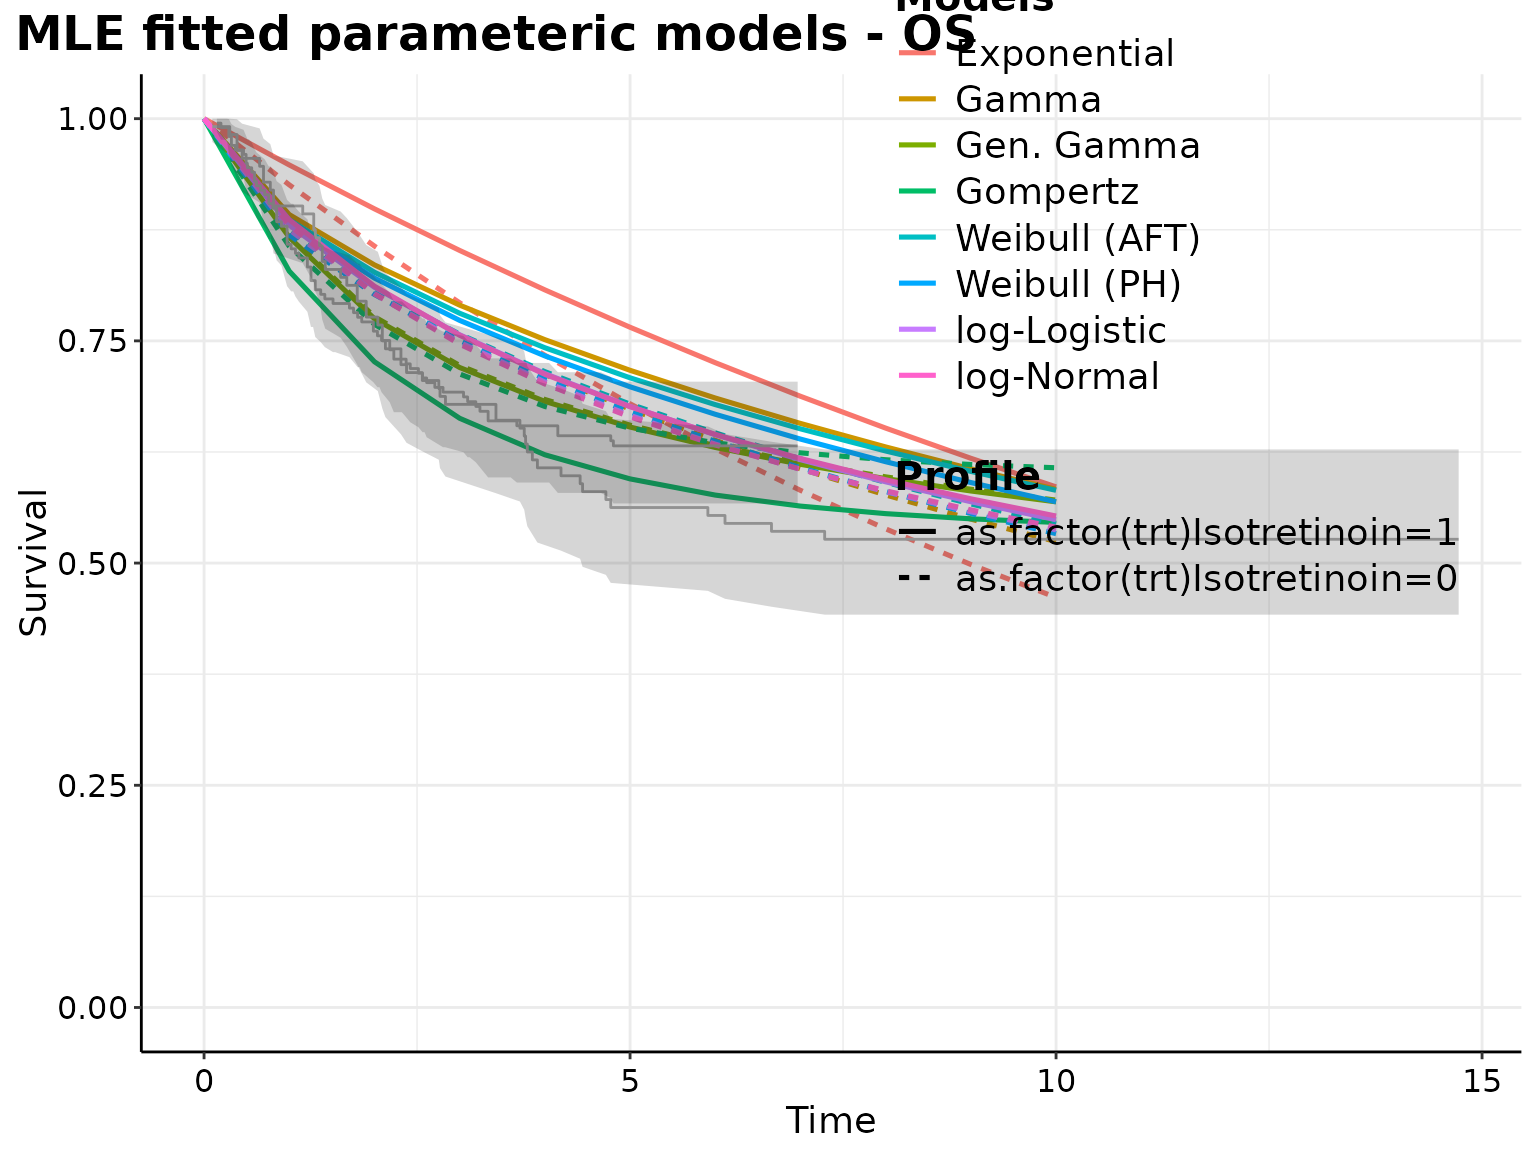 Models
MLE fitted parameteric models - OS
Exponential
Gamma
Gen. Gamma
Gompertz
Weibull (AFT)
Weibull (PH)
log-Logistic
log-Normal
Profile
as.factor(trt)Isotretinoin=1
as.factor(trt)Isotretinoin=0
Survival
1.00
0.75
0.50
0.25
0.00
0
5
10
15
Time